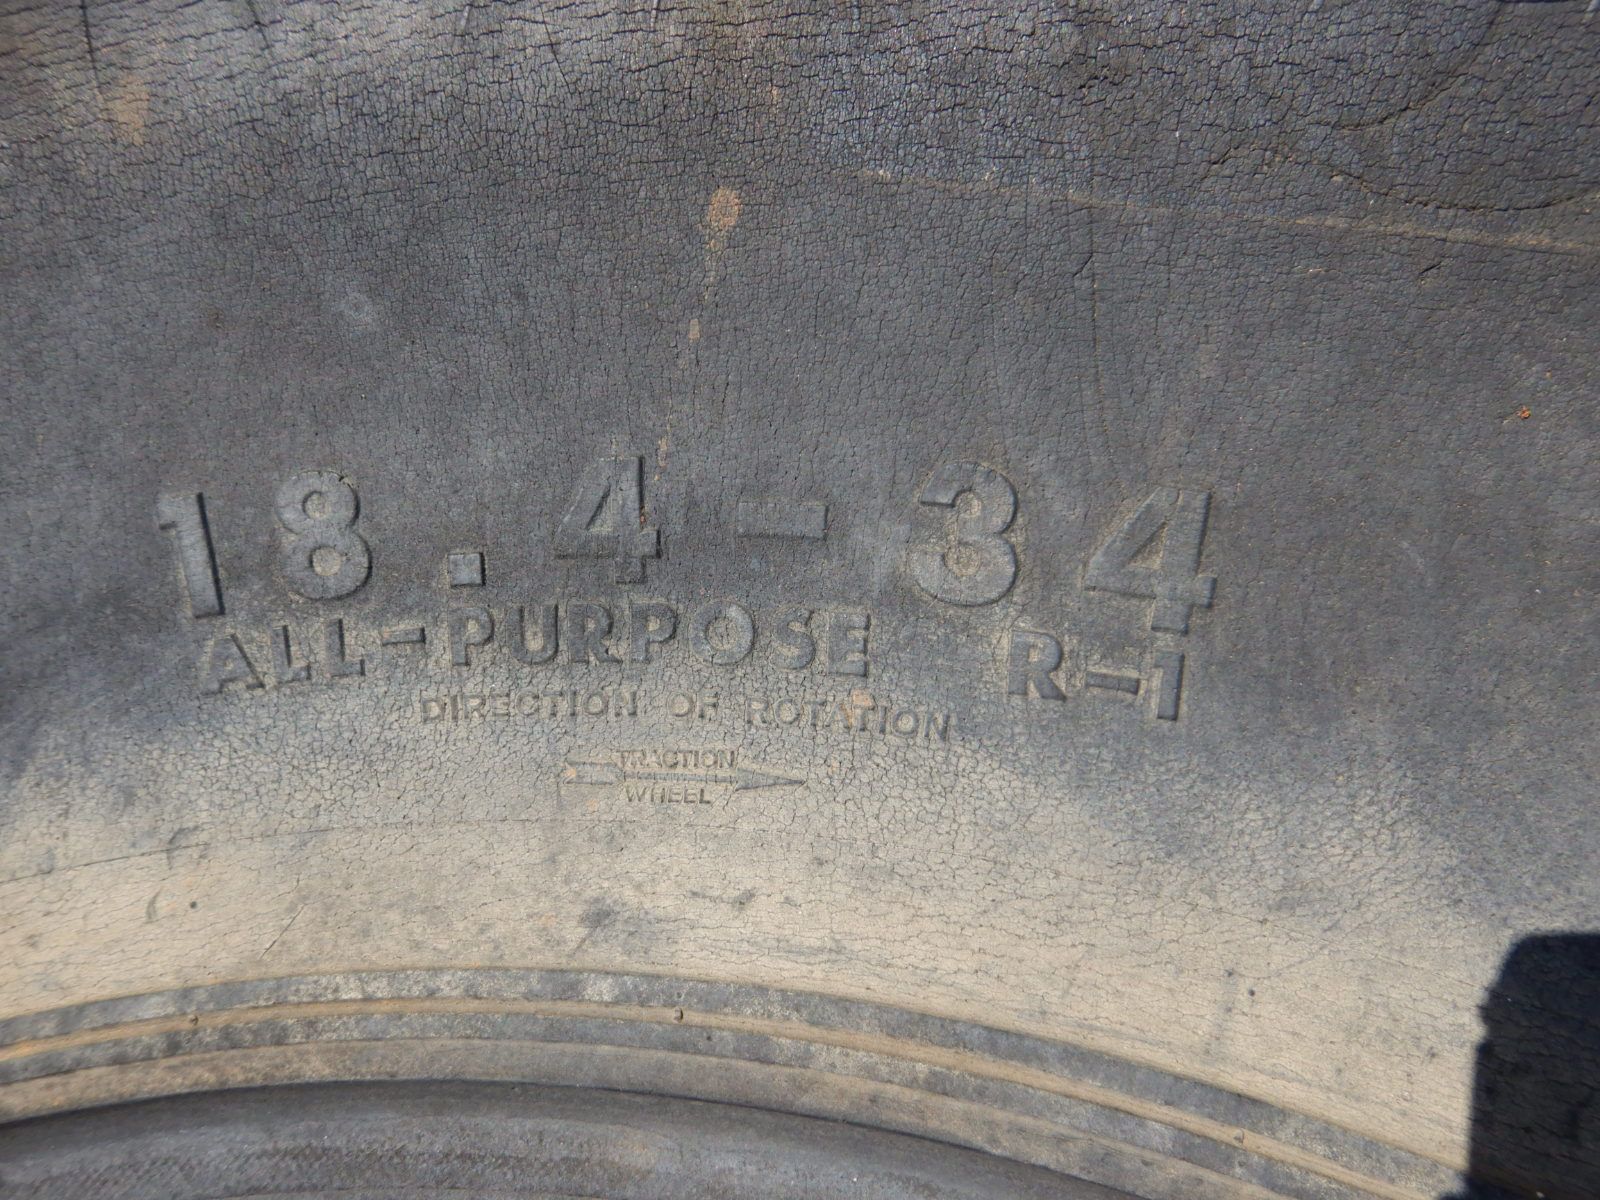 18.4-34
ALL-PURPOSE R-1
DIRECTION OF ROTATION
TRACTION
WHEEL